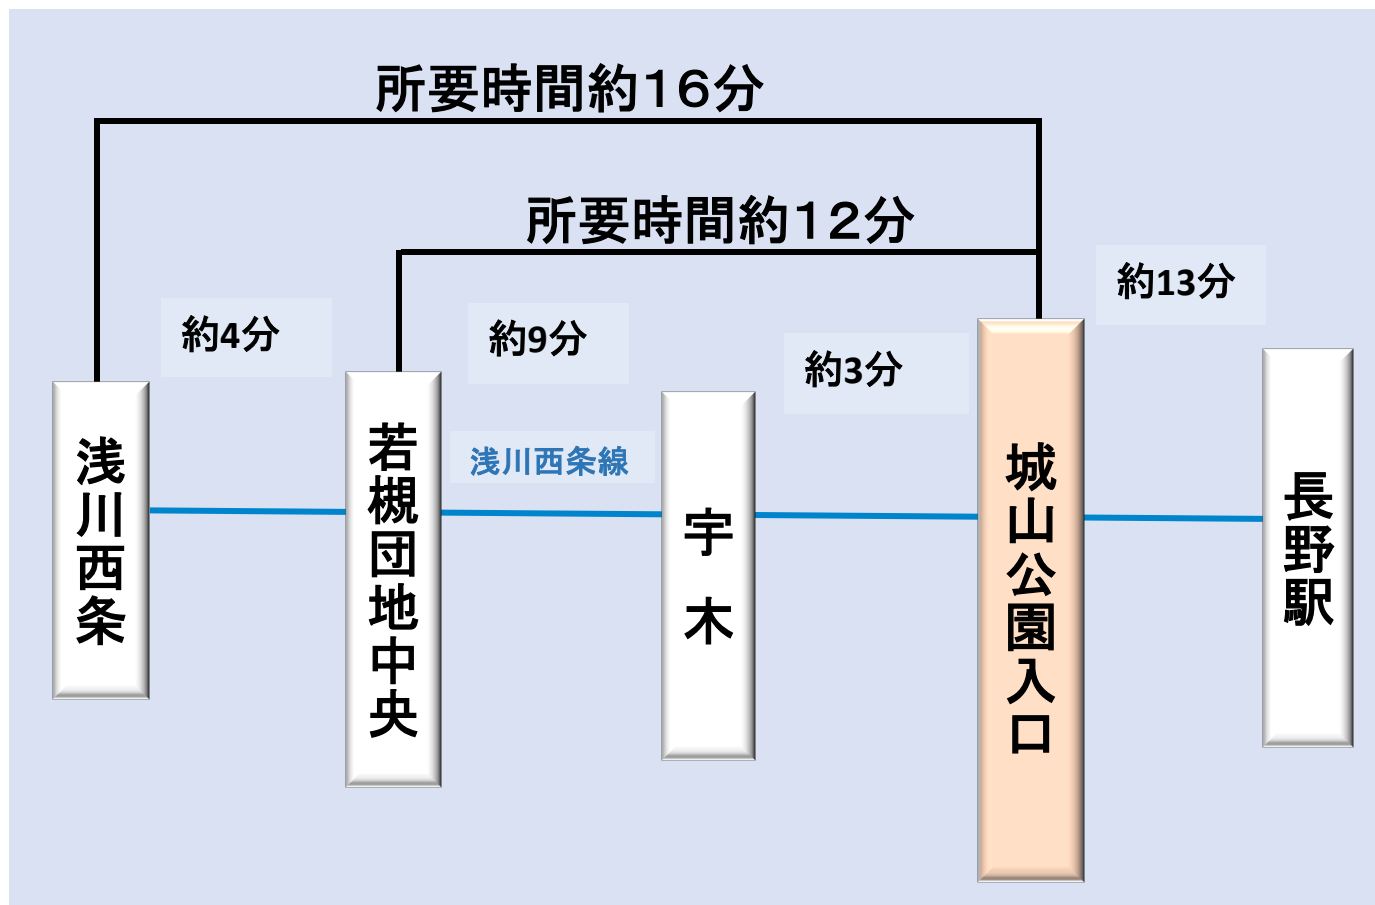 所要時間約16分
所要時間約12分
約13分
約4分
約9分
約3分
浅川西条線
浅川西条
若槻団地中央
宇木
城山公園入口
長野駅